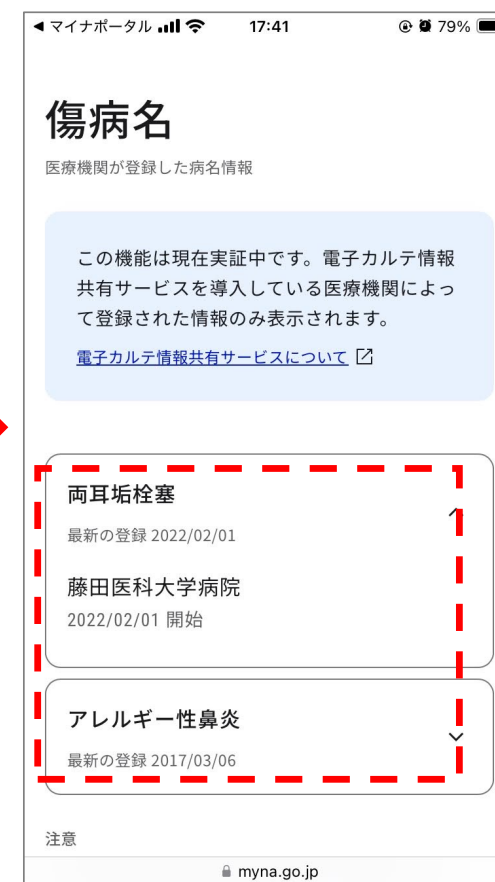 ◀ マイナポータル 17:41 79%
傷病名
医療機関が登録した病名情報
この機能は現在実証中です。電子カルテ情報
共有サービスを導入している医療機関によっ
て登録された情報のみ表示されます。
電子カルテ情報共有サービスについて
両耳垢栓塞
最新の登録 2022/02/01
藤田医科大学病院
2022/02/01 開始
アレルギー性鼻炎
最新の登録 2017/03/06
注意
myna.go.jp